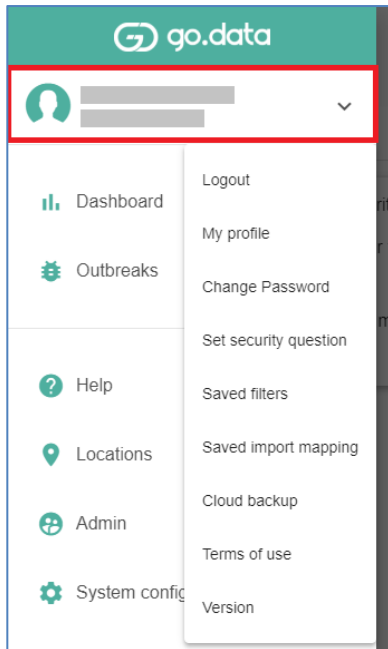 go.data
Dashboard
Outbreaks
Help
Locations
Admin
System config
Logout
My profile
Change Password
Set security question
Saved filters
Saved import mapping
Cloud backup
Terms of use
Version